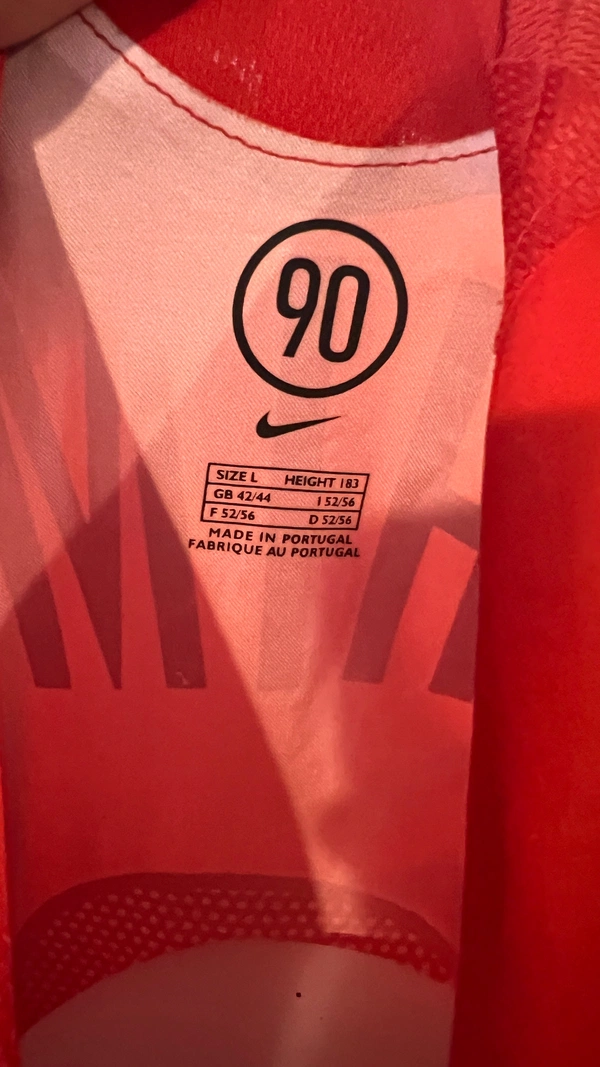 90
SIZE L HEIGHT 183
GB 42/44 I 52/56
F 52/56 D 52/56
MADE IN PORTUGAL
FABRIQUE AU PORTUGAL